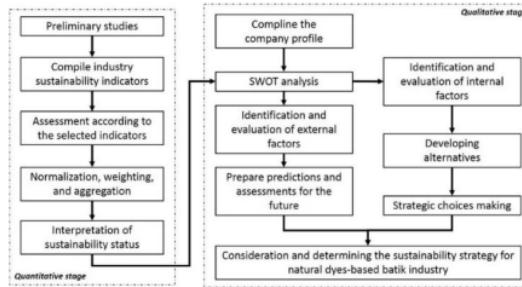 Preliminary studies
Compile industry
sustainability indicators
Assessment according to
the selected indicators
Normalization, weighting,
and aggregation
Interpretation of
sustainability status
Quantitative stage
Qualitative stag
Compline the
company profile
SWOT analysis
Identification and
evaluation of external
factors
Prepare predictions and
assessments for the
future
Identification and
evaluation of internal
factors
Developing
alternatives
Strategic choices making
Consideration and determining the sustainability strategy for
natural dyes-based batik industry